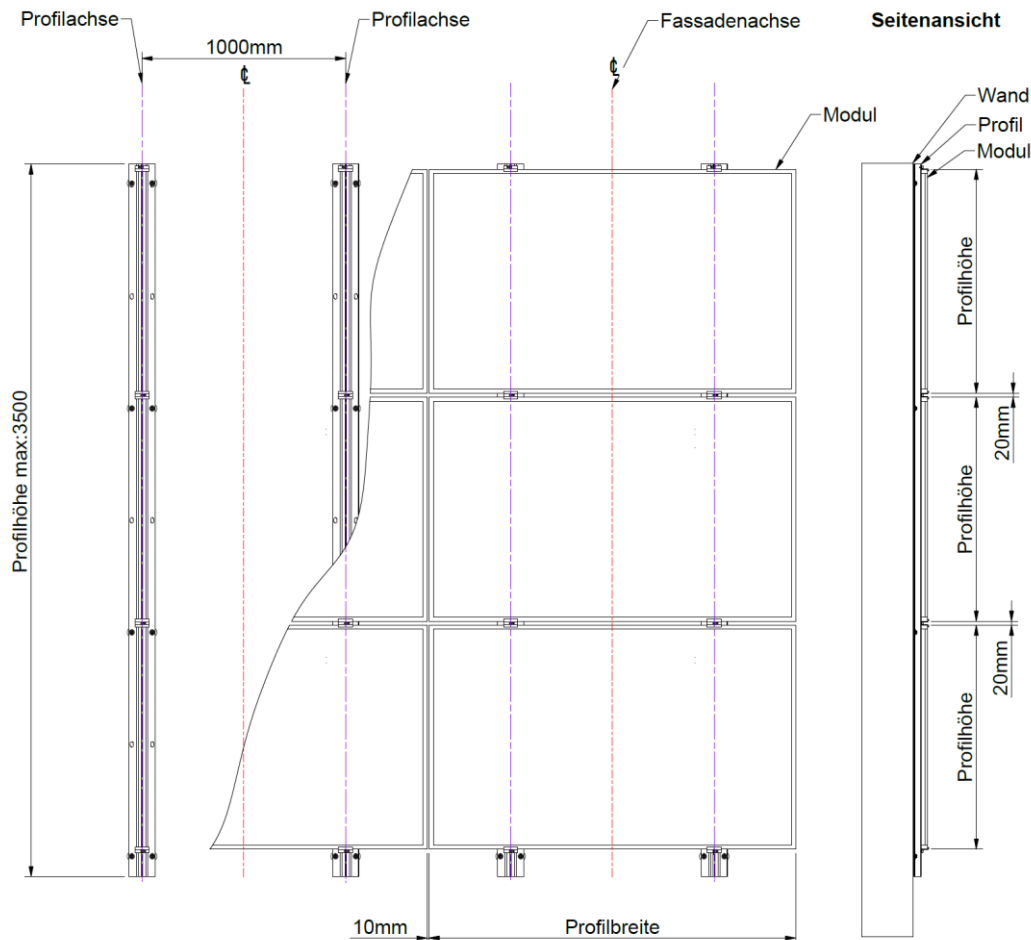 Profilachse
Profilachse
Fassadenachse
Seitenansicht
1000mm
℄
℄
Modul
Wand
Profil
Modul
Profilhöhe max:3500
Profilhöhe
20mm
Profilhöhe
20mm
Profilhöhe
10mm
Profilbreite